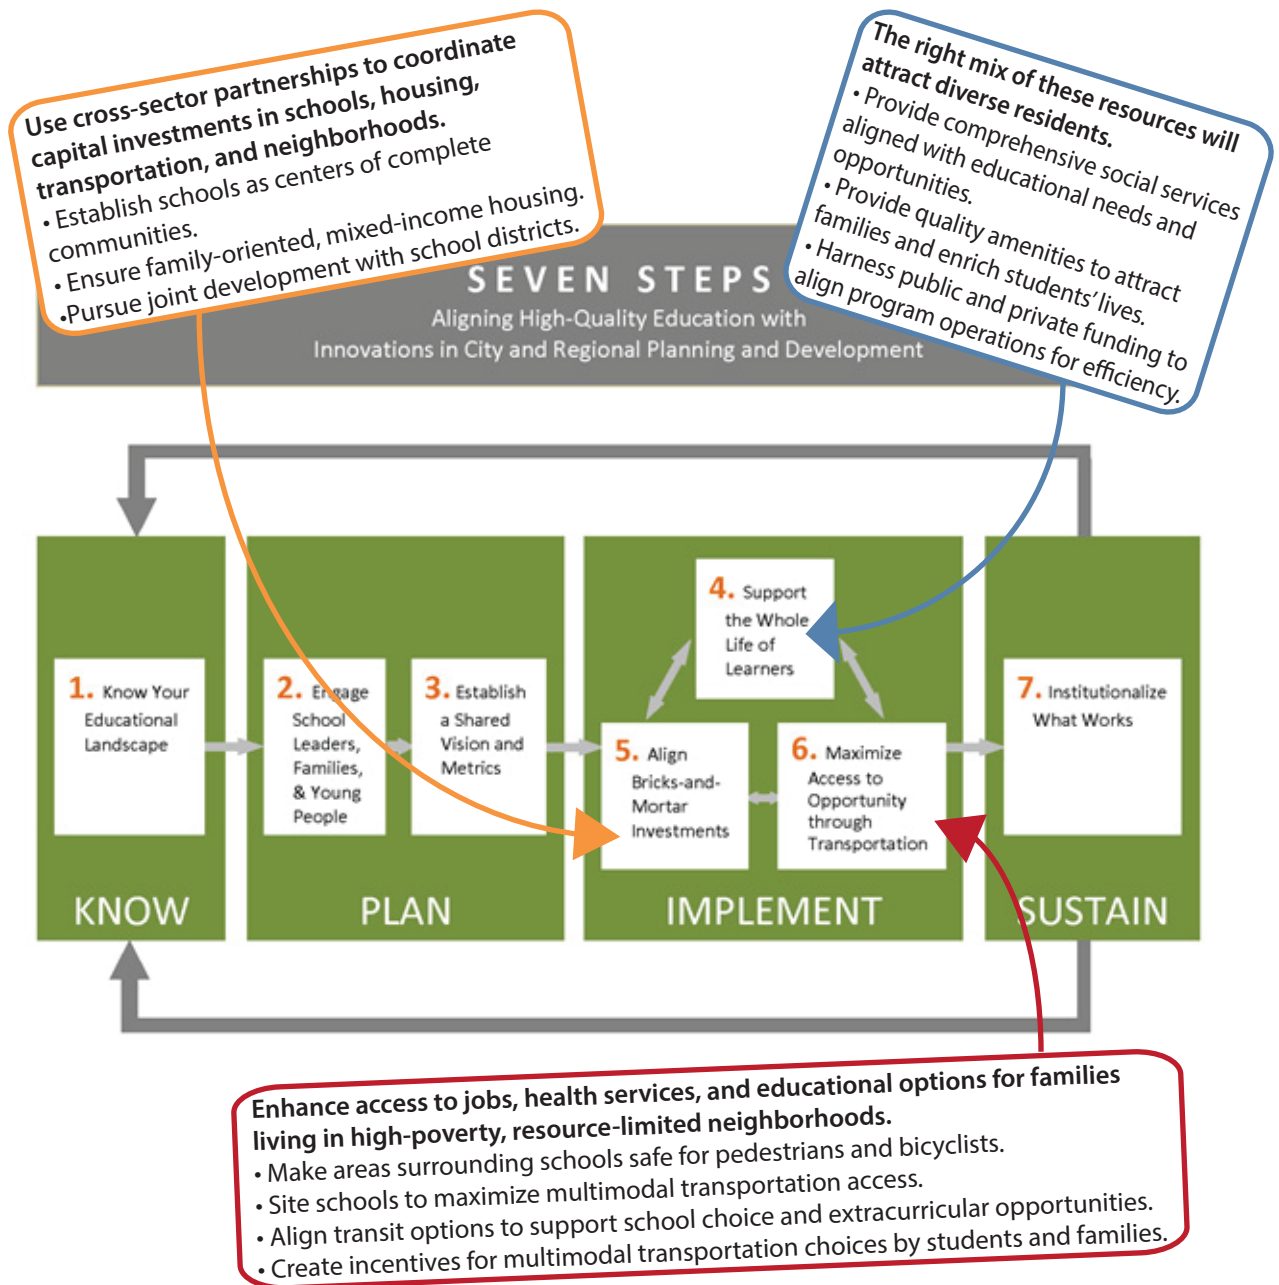 Use cross-sector partnerships to coordinate
capital investments in schools, housing,
transportation, and neighborhoods.
• Establish schools as centers of complete
communities.
• Ensure family-oriented, mixed-income housing.
•Pursue joint development with school districts.
The right mix of these resources will
attract diverse residents.
• Provide comprehensive social services
aligned with educational needs and
opportunities.
• Provide quality amenities to attract
families and enrich students' lives.
• Harness public and private funding to
align program operations for efficiency.
SEVEN STEPS
Aligning High-Quality Education with
Innovations in City and Regional Planning and Development
1. Know Your
Educational
Landscape
KNOW
2. Engage
School
Leaders,
Families,
& Young
People
3. Establish
a Shared
Vision and
Metrics
PLAN
4. Support
the Whole
Life of
Learners
5. Align
Bricks-and-
Mortar
Investments
6. Maximize
Access to
Opportunity
through
Transportation
IMPLEMENT
7. Institutionalize
What Works
SUSTAIN
Enhance access to jobs, health services, and educational options for families
living in high-poverty, resource-limited neighborhoods.
• Make areas surrounding schools safe for pedestrians and bicyclists.
• Site schools to maximize multimodal transportation access.
• Align transit options to support school choice and extracurricular opportunities.
• Create incentives for multimodal transportation choices by students and families.